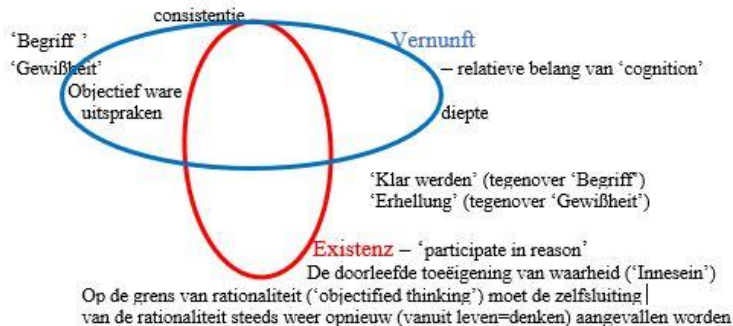 consistentie
‘Begriff ’
Vernunft
‘Gewißheit’
– relatieve belang van ‘cognition’
Objectief ware
uitspraken
diepte
‘Klar werden’ (tegenover ‘Begriff’)
‘Erhellung’ (tegenover ‘Gewißheit’)
Existenz – ‘participate in reason’
De doorleefde toeëigening van waarheid (‘Innesein’)
Op de grens van rationaliteit (‘objectified thinking’) moet de zelfsluiting
van de rationaliteit steeds weer opnieuw (vanuit leven=denken) aangevallen worden